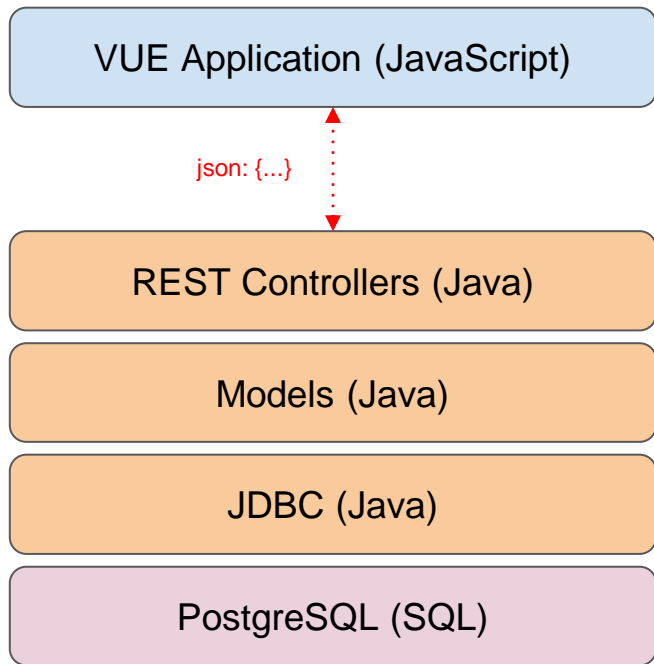 VUE Application (JavaScript)
json: {...}
REST Controllers (Java)
Models (Java)
JDBC (Java)
PostgreSQL (SQL)